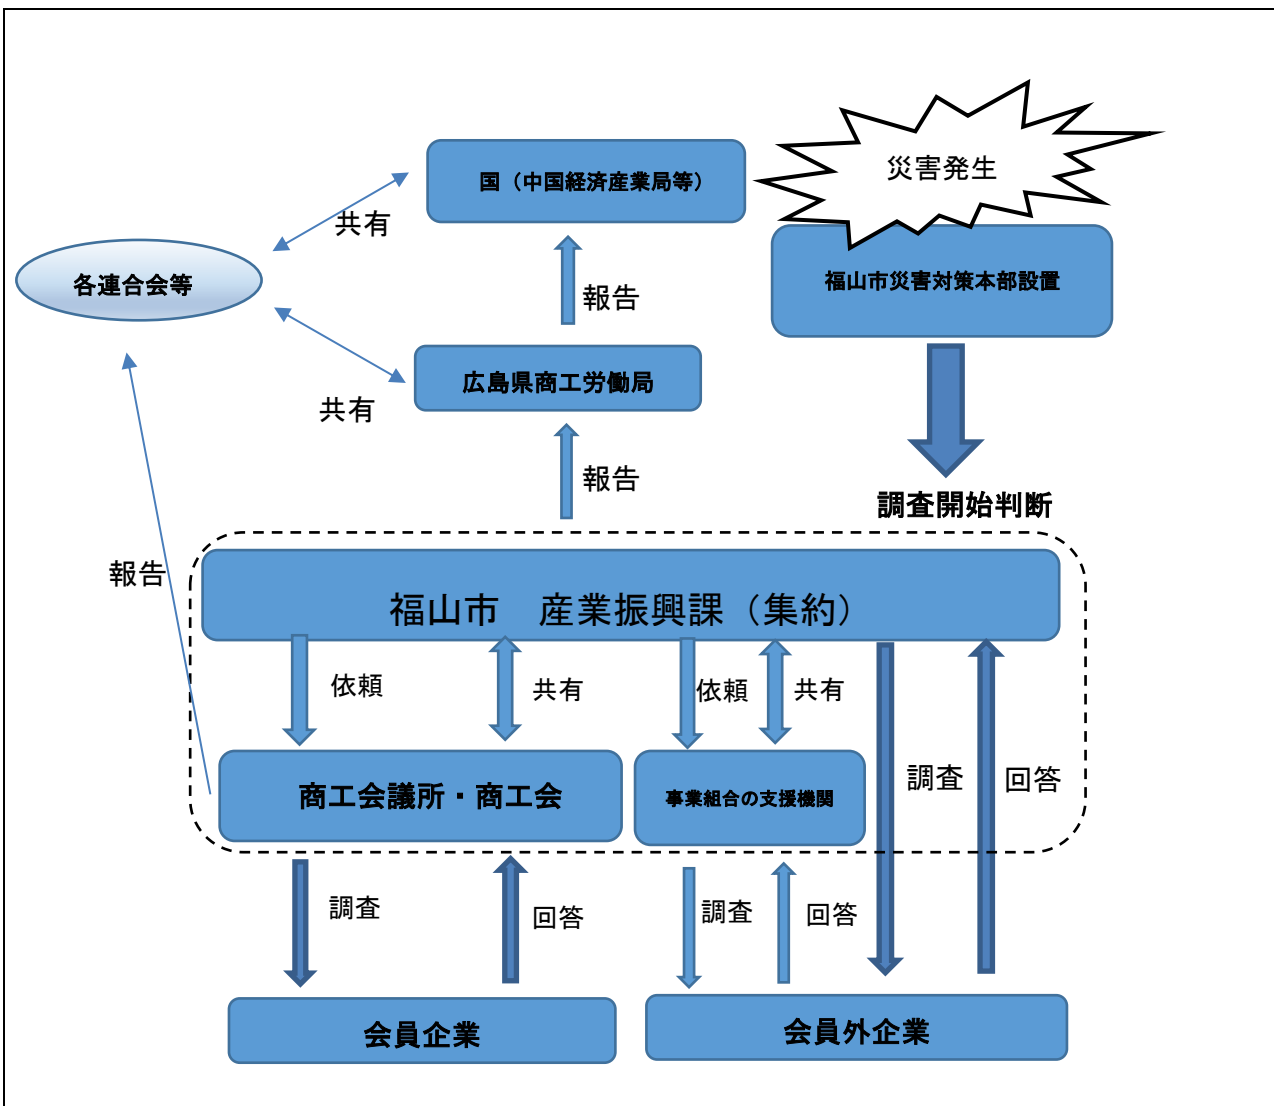 災害発生
国（中国経済産業局等）
共有
各連合会等
福山市災害対策本部設置
報告
広島県商工労働局
共有
報告
調査開始判断
報告
福山市　産業振興課（集約）
依頼
共有
依頼
共有
商工会議所・商工会
事業組合の支援機関
調査
回答
調査
回答
調査
回答
会員企業
会員外企業